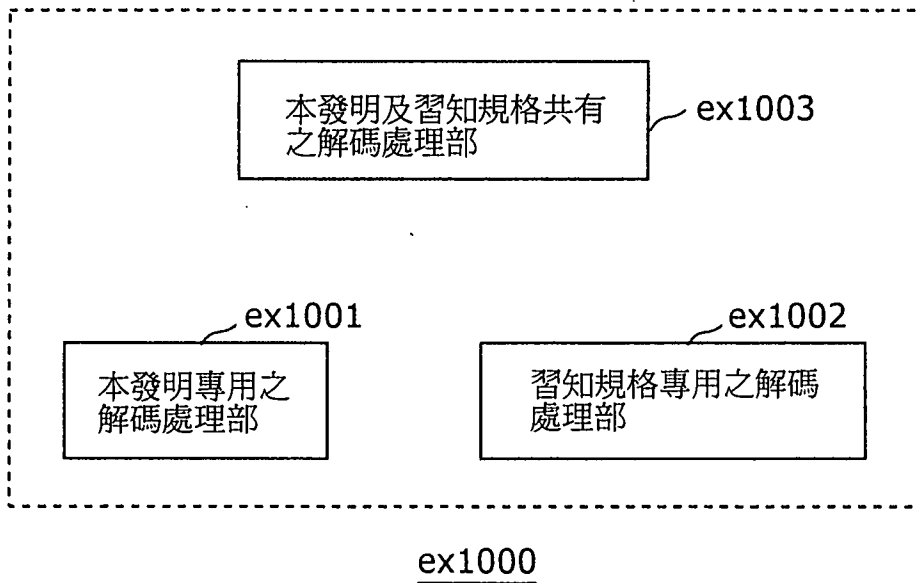 本發明及習知規格共有
之解碼處理部
ex1003
ex1001
本發明專用之
解碼處理部
ex1002
習知規格專用之解碼
處理部
ex1000